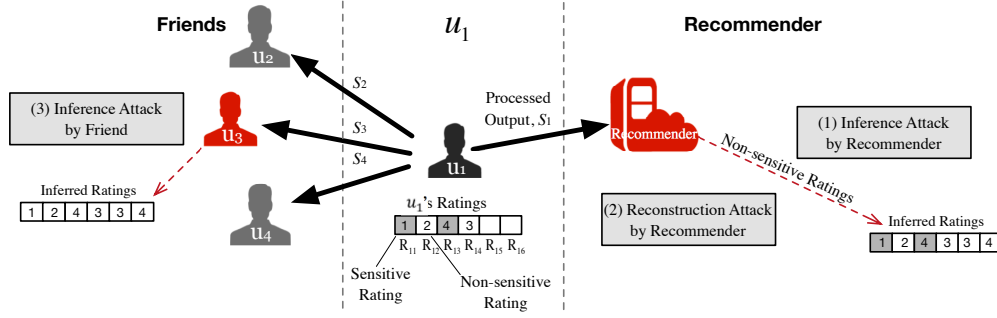 Friends
u1
Recommender
u2
(3) Inference Attack
by Friend
u3
S2
S3
S4
u1
Processed
Output, S1
Recommender
Non-sensitive Ratings
(1) Inference Attack
by Recommender
(2) Reconstruction Attack
by Recommender
Inferred Ratings
1 2 4 3 3 4
u4
u1's Ratings
1 2 4 3
R11 R12 R13 R14 R15 R16
Sensitive
Rating
Non-sensitive
Rating
Inferred Ratings
1 2 4 3 3 4